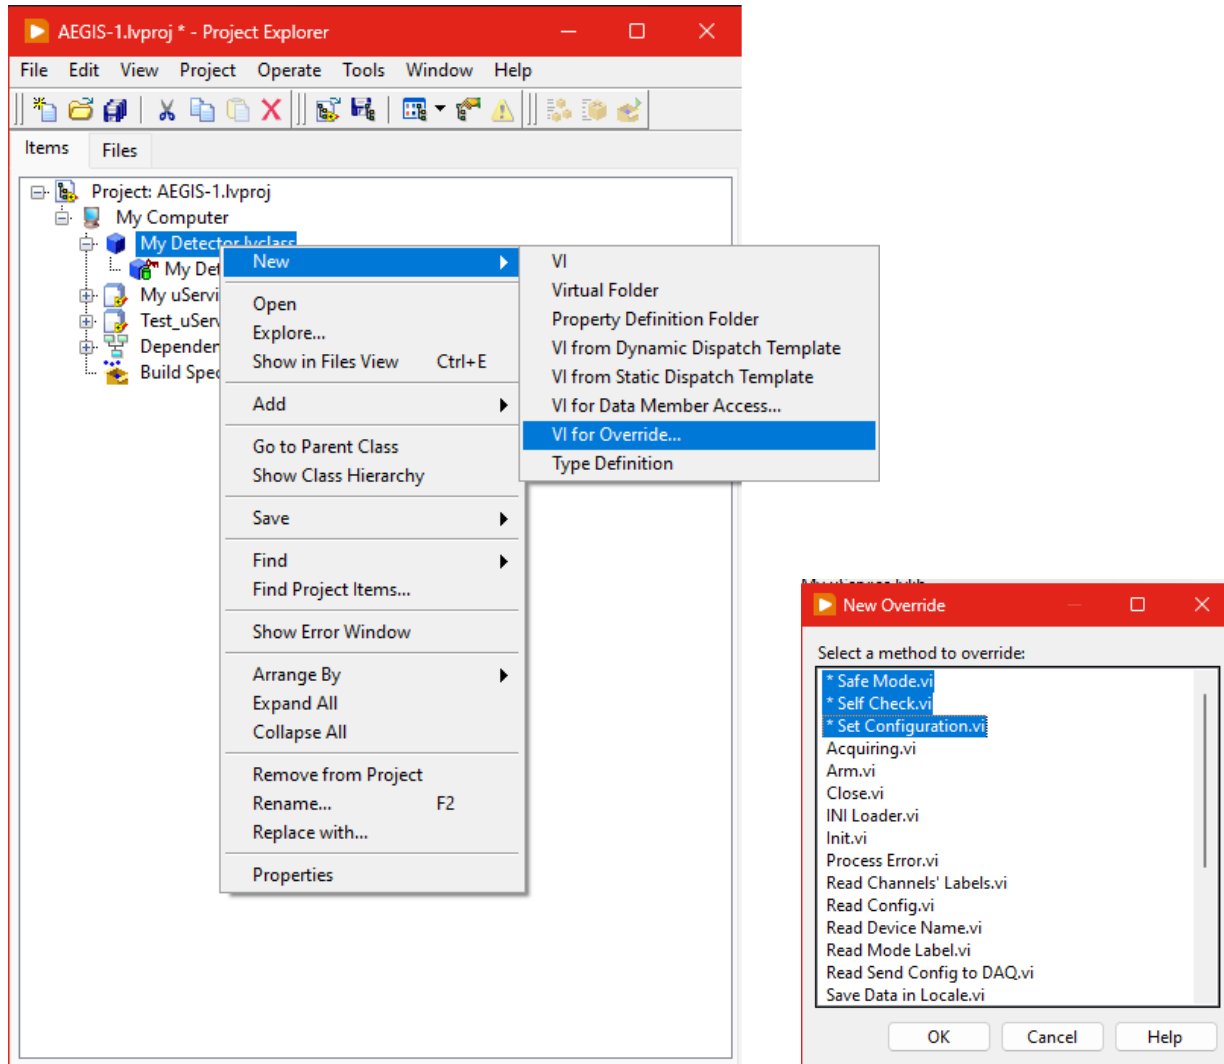 AEGIS-1.lvproj * - Project Explorer
File Edit View Project Operate Tools Window Help
Items Files
Project: AEGIS-1.lvproj
My Computer
My Detector.lvclass
My Det
My uServi
Test_uServ
Dependen
Build Spec
New
Open
Explore...
Show in Files View Ctrl+E
Add
Go to Parent Class
Show Class Hierarchy
Save
Find
Find Project Items...
Show Error Window
Arrange By
Expand All
Collapse All
Remove from Project
Rename... F2
Replace with...
Properties
VI
Virtual Folder
Property Definition Folder
VI from Dynamic Dispatch Template
VI from Static Dispatch Template
VI for Data Member Access...
VI for Override...
Type Definition
New Override
Select a method to override:
* Safe Mode.vi
* Self Check.vi
* Set Configuration.vi
Acquiring.vi
Arm.vi
Close.vi
INI Loader.vi
Init.vi
Process Error.vi
Read Channels' Labels.vi
Read Config.vi
Read Device Name.vi
Read Mode Label.vi
Read Send Config to DAQ.vi
Save Data in Locale.vi
OK Cancel Help